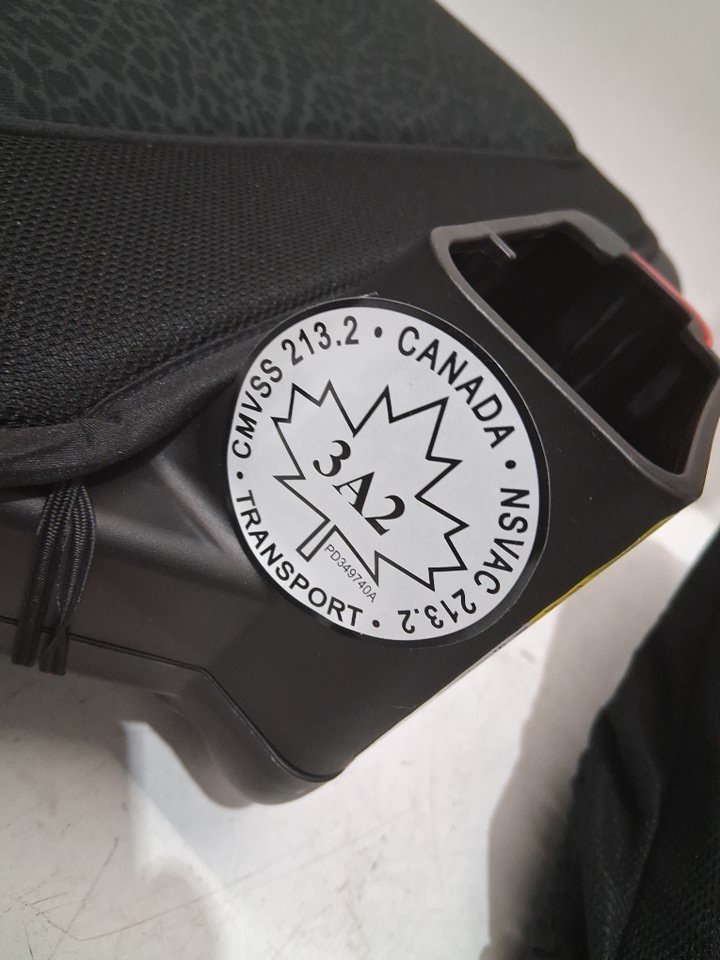 • CMVSS 213.2 • CANADA
• NSVAC 213.2
• TRANSPORT
3A2
PD349740A